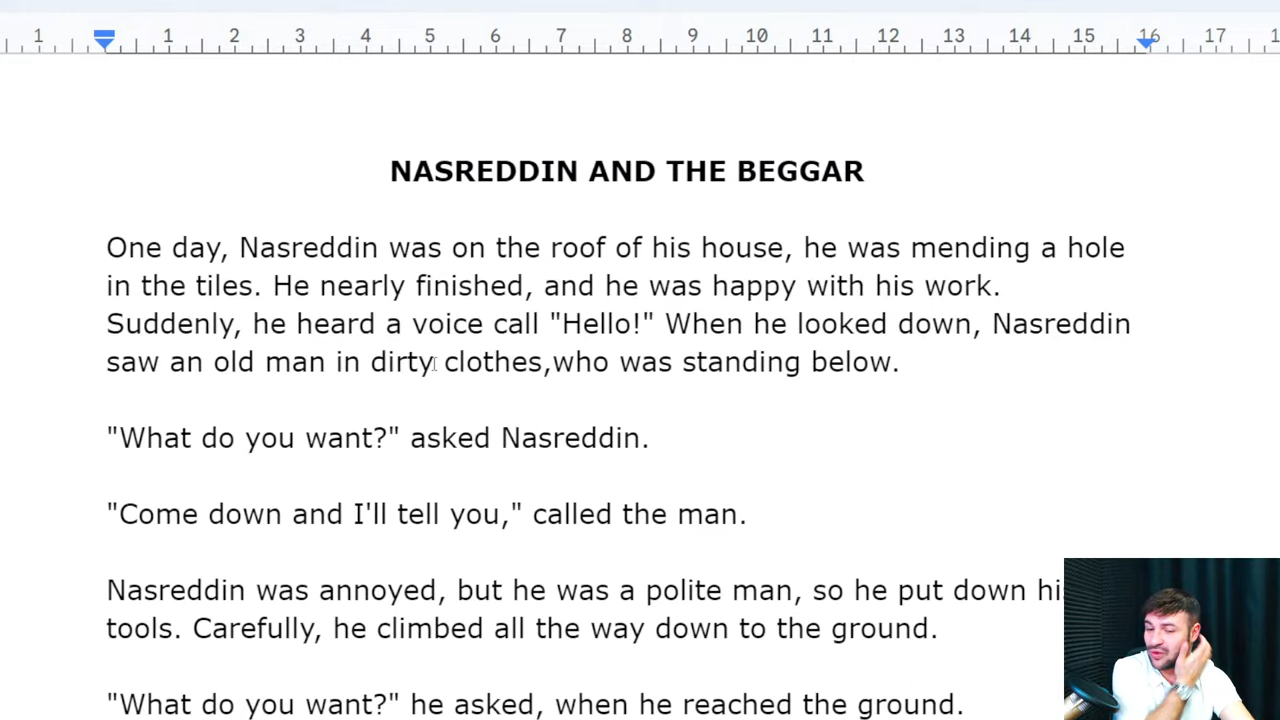 1 1 2 3 4 5 6 7 8 9 10 11 12 13 14 15 16 17
NASREDDIN AND THE BEGGAR
One day, Nasreddin was on the roof of his house, he was mending a hole
in the tiles. He nearly finished, and he was happy with his work.
Suddenly, he heard a voice call "Hello!" When he looked down, Nasreddin
saw an old man in dirty clothes,who was standing below.
"What do you want?" asked Nasreddin.
"Come down and I'll tell you," called the man.
Nasreddin was annoyed, but he was a polite man, so he put down
tools. Carefully, he climbed all the way down to the ground.
"What do you want?" he asked, when he reached the ground.